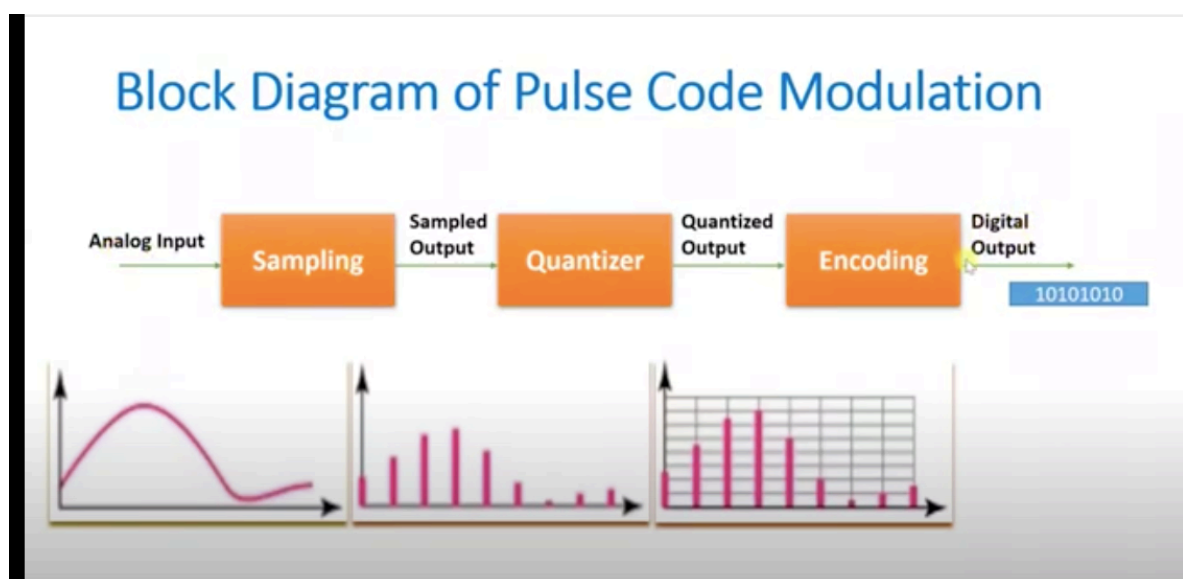 Block Diagram of Pulse Code Modulation
Analog Input
Sampling
Sampled
Output
Quantizer
Quantized
Output
Encoding
Digital
Output
10101010